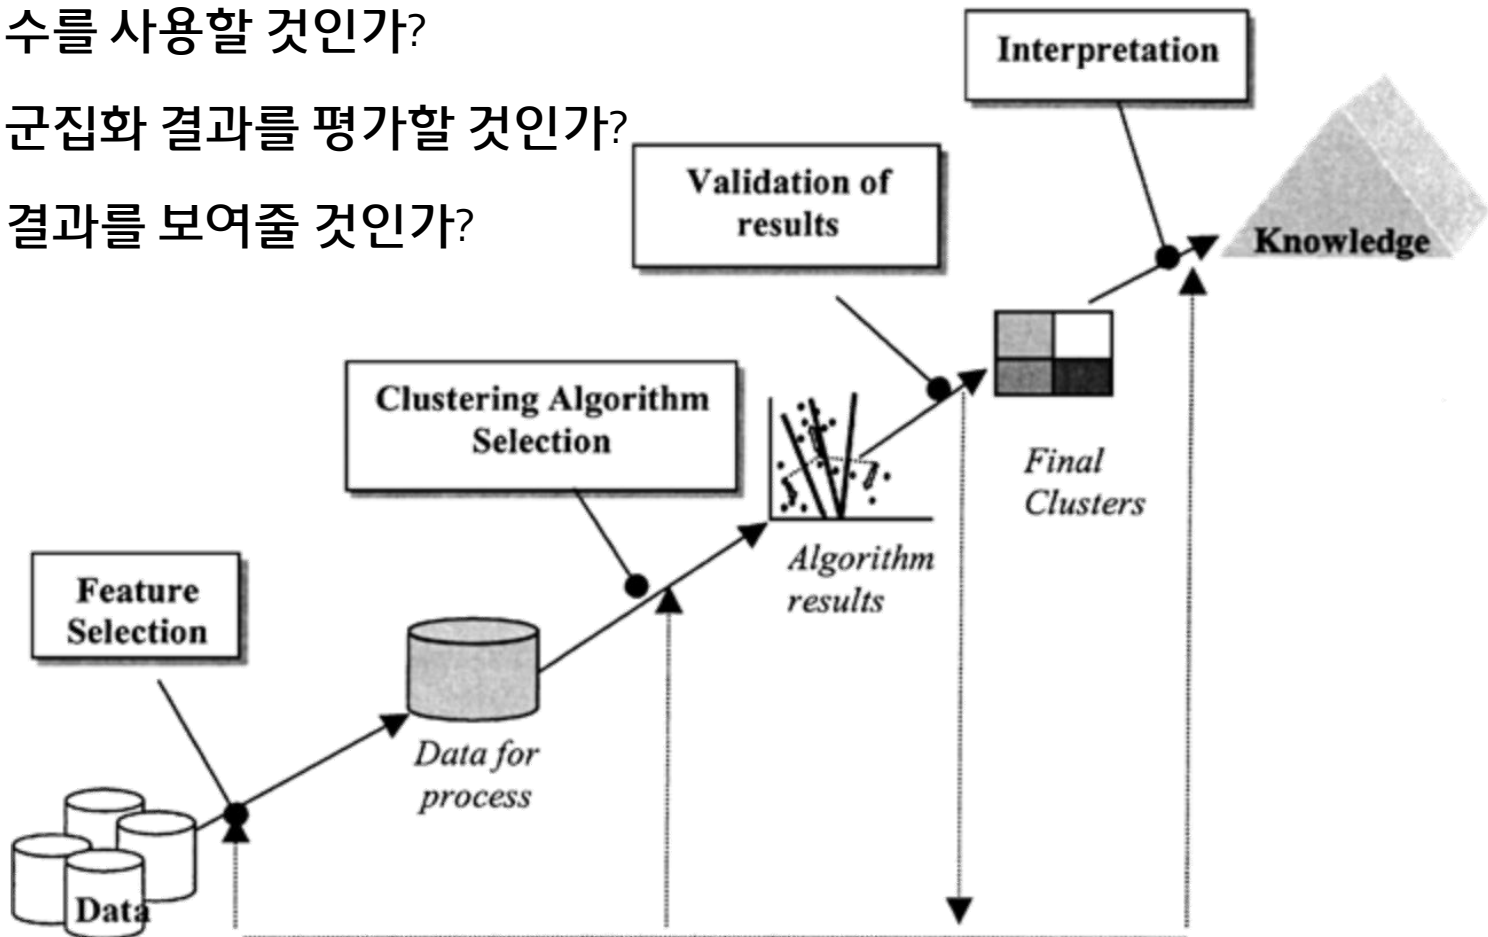 수를 사용할 것인가?
군집화 결과를 평가할 것인가?
결과를 보여줄 것인가?
Interpretation
Validation of
results
Knowledge
Clustering Algorithm
Selection
Final
Clusters
Algorithm
results
Feature
Selection
Data for
process
Data